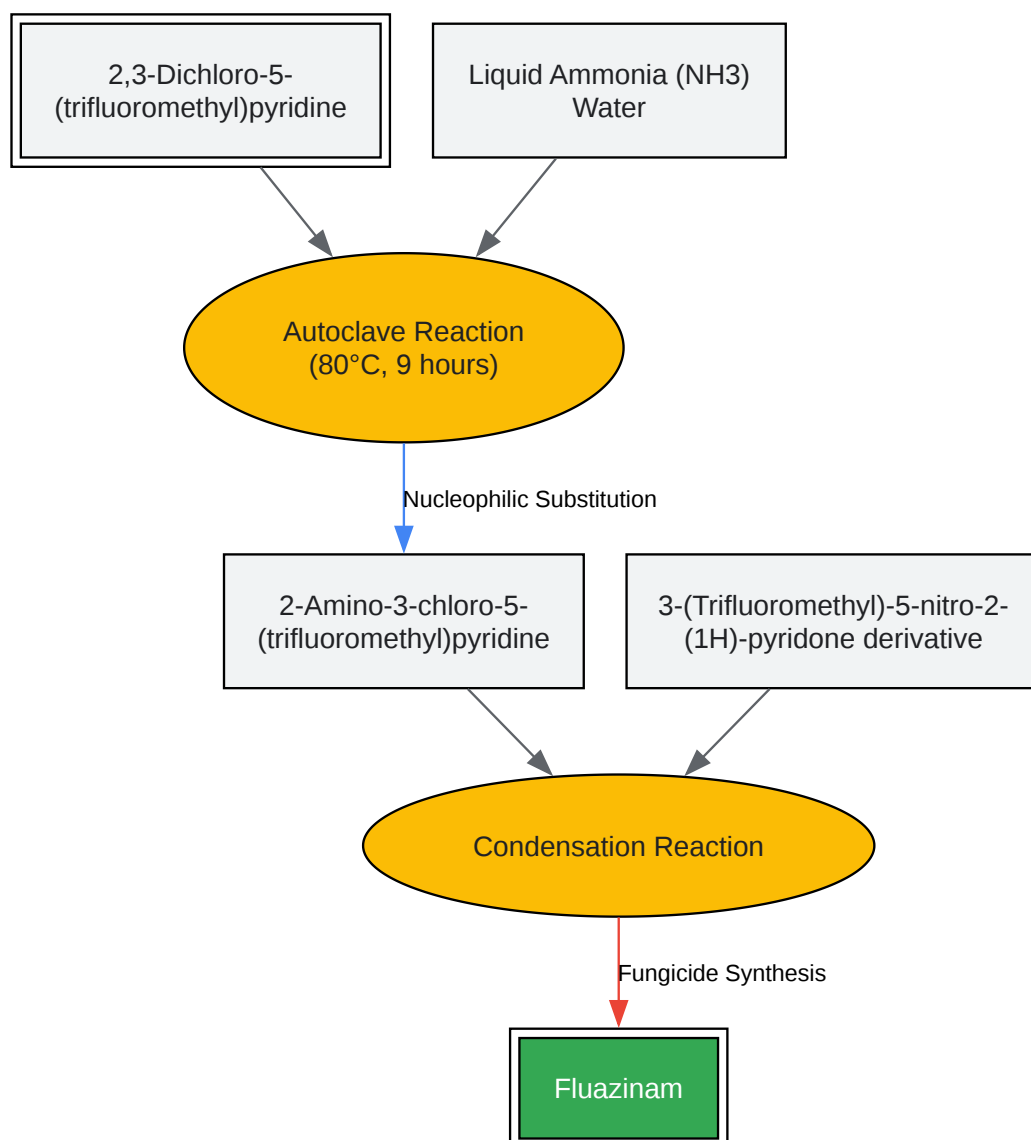 2,3-Dichloro-5-
(trifluoromethyl)pyridine
Liquid Ammonia (NH3)
Water
Autoclave Reaction
(80°C, 9 hours)
Nucleophilic Substitution
2-Amino-3-chloro-5-
(trifluoromethyl)pyridine
3-(Trifluoromethyl)-5-nitro-2-
(1H)-pyridone derivative
Condensation Reaction
Fungicide Synthesis
Fluazinam